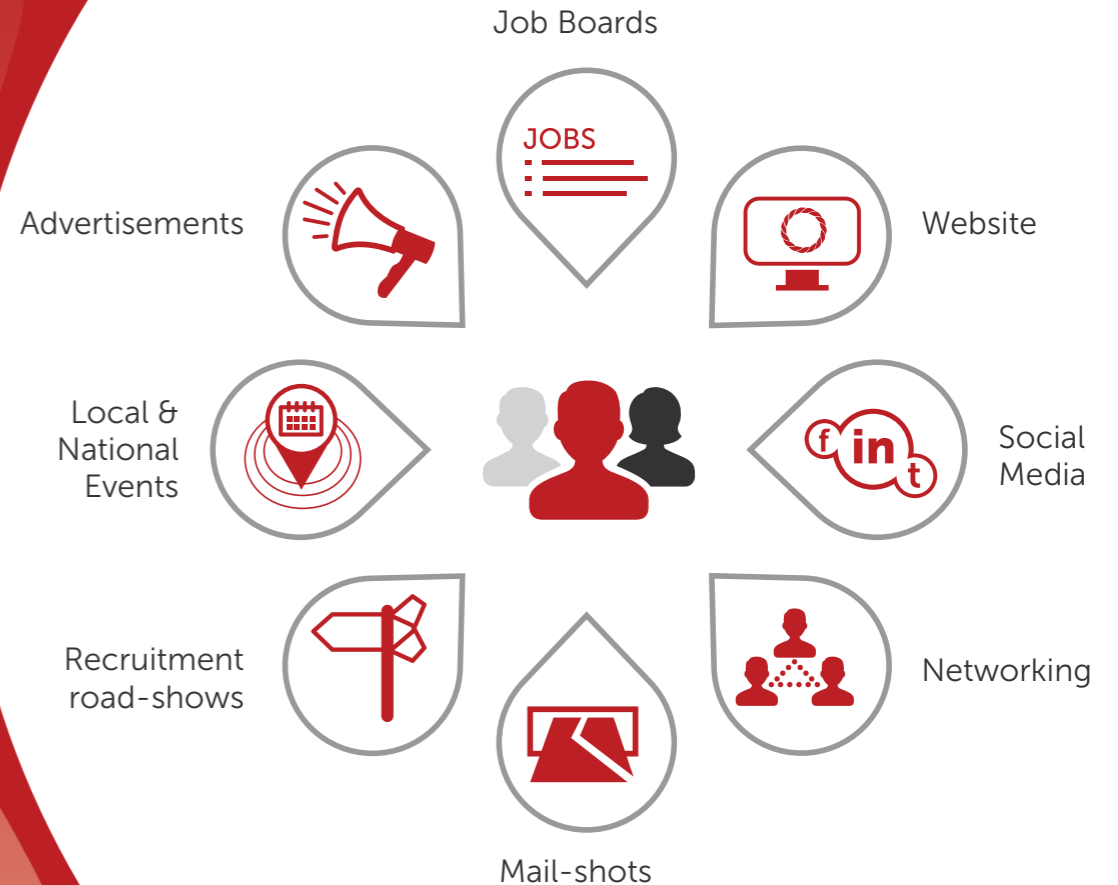 Job Boards
JOBS
Advertisements
Website
Local &
National
Events
f in t
Social
Media
Recruitment
road-shows
Networking
Mail-shots